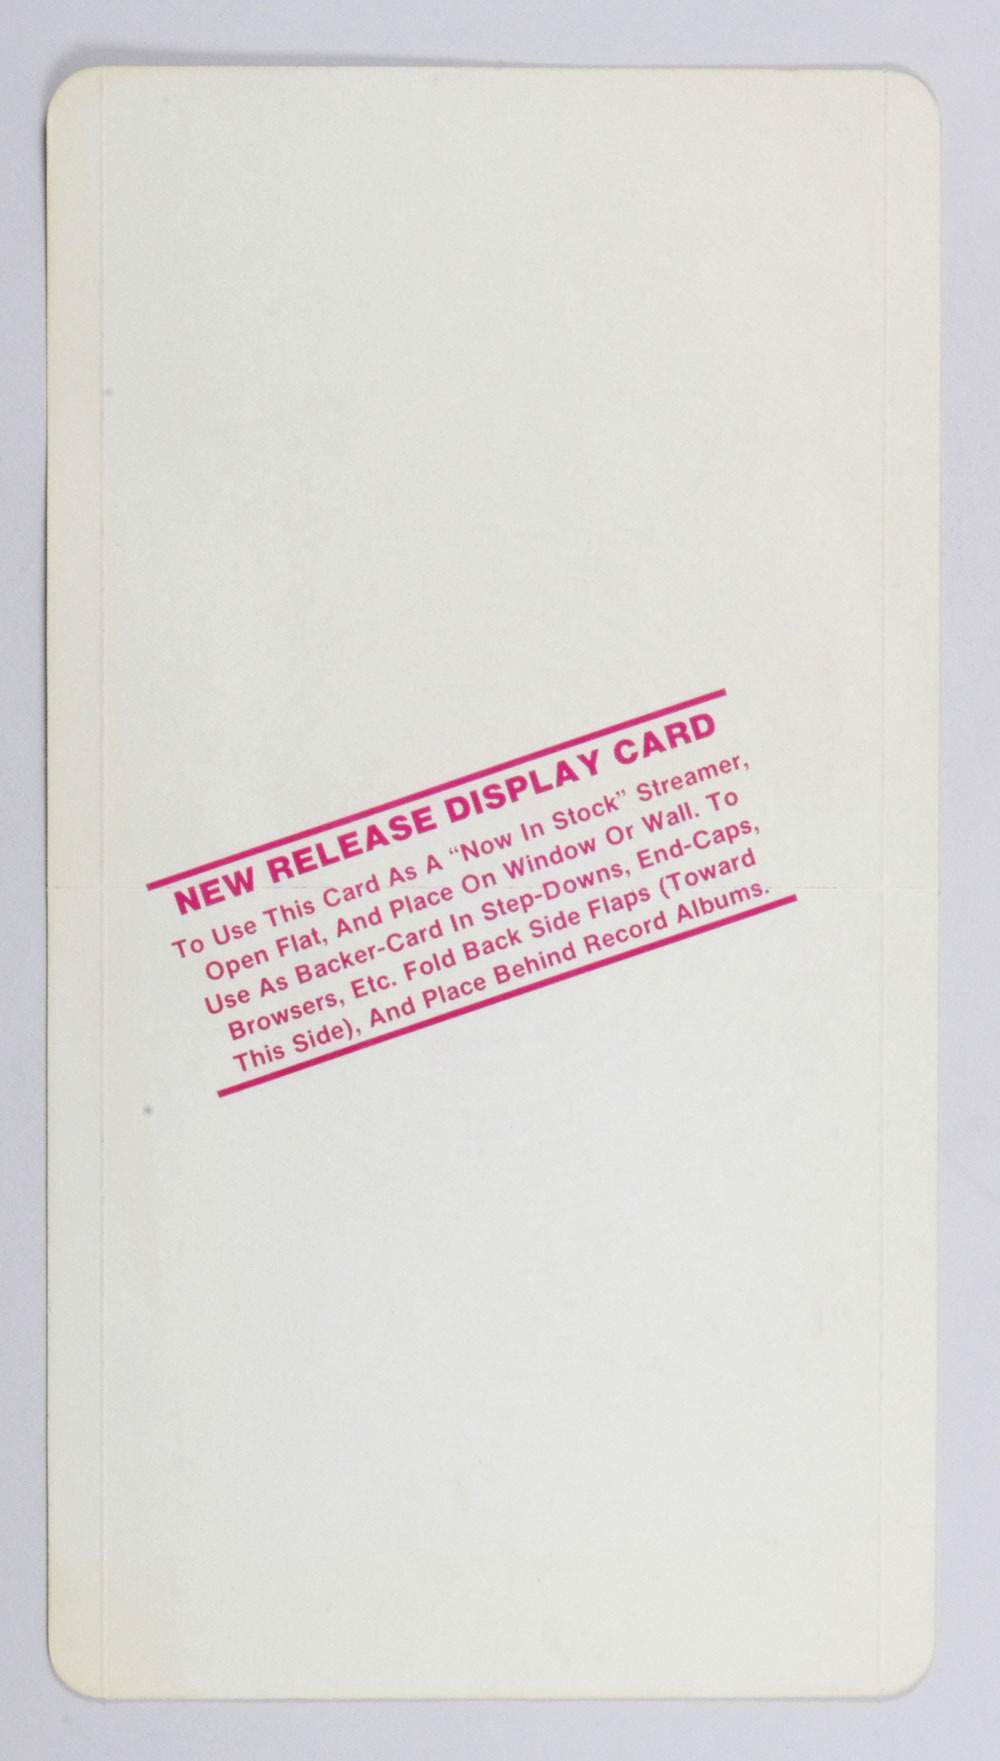 NEW RELEASE DISPLAY CARD
To Use This Card As A “Now In Stock” Streamer,
Open Flat, And Place On Window Or Wall. To
Use As Backer-Card In Step-Downs, End-Caps,
Browsers, Etc. Fold Back Side Flaps (Toward
This Side), And Place Behind Record Albums.